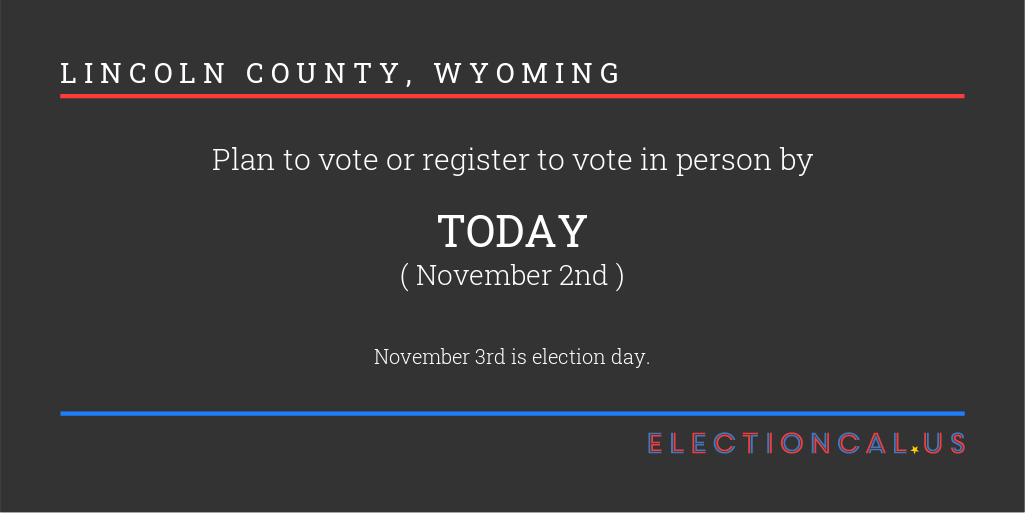 LINCOLN COUNTY, WYOMING
Plan to vote or register to vote in person by
TODAY
( November 2nd )
November 3rd is election day.
ELECTIONCAL.US